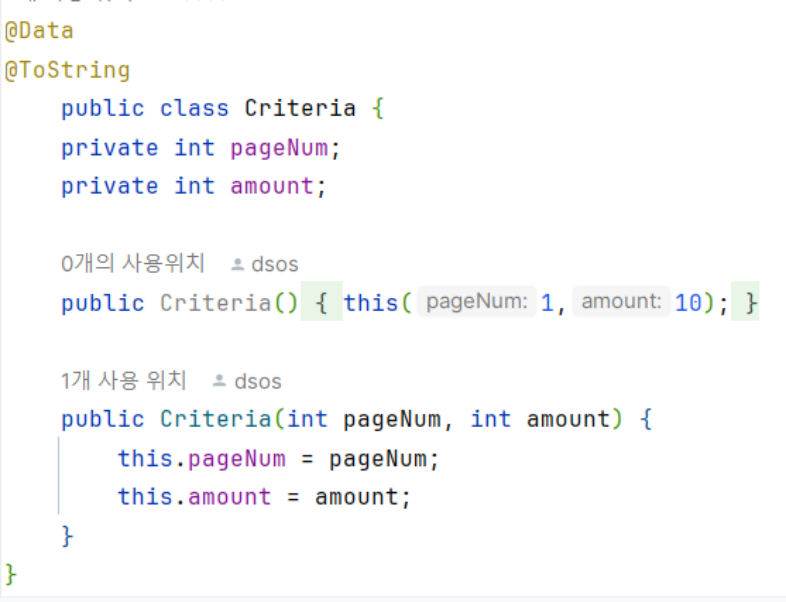 @Data
@ToString
public class Criteria {
private int pageNum;
private int amount;
0개의 사용위치 dsos
public Criteria() { this( pageNum: 1, amount: 10); }
1개 사용 위치 dsos
public Criteria(int pageNum, int amount) {
this.pageNum = pageNum;
this.amount = amount;
}
}